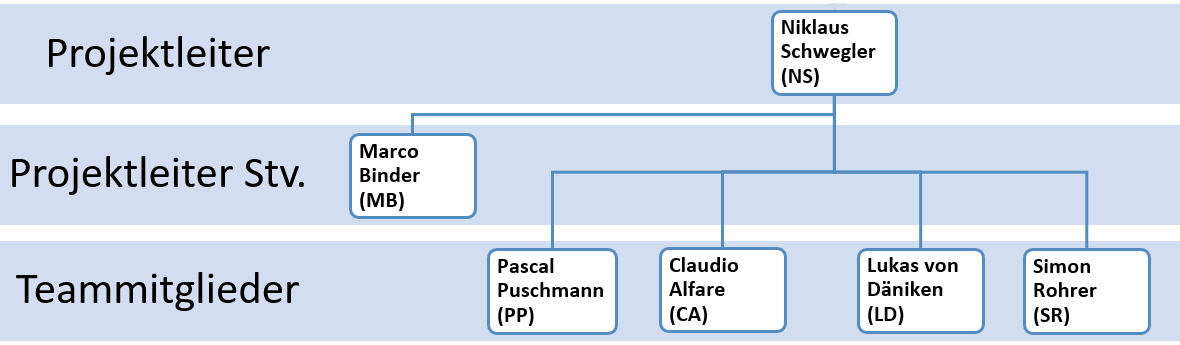 Projektleiter
Niklaus
Schwegler
(NS)
Projektleiter Stv.
Marco
Binder
(MB)
Teammitglieder
Pascal
Puschmann
(PP)
Claudio
Alfare
(CA)
Lukas von
Däniken
(LD)
Simon
Rohrer
(SR)